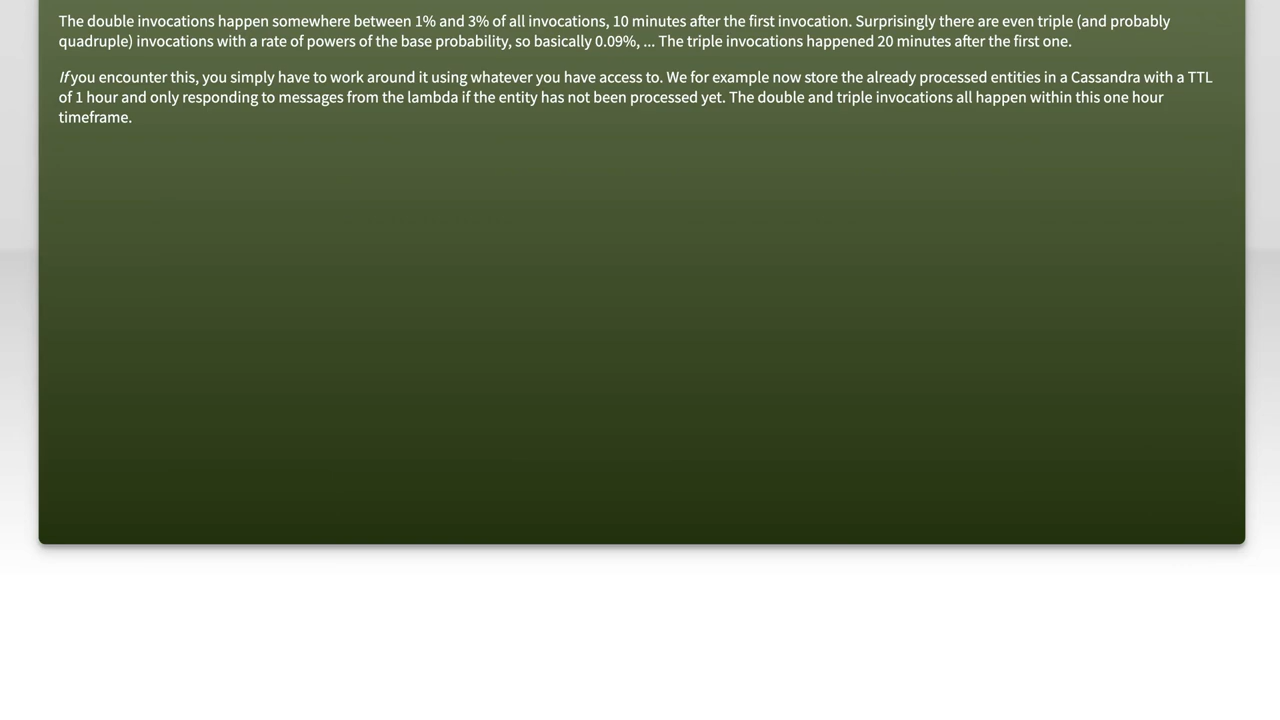 The double invocations happen somewhere between 1% and 3% of all invocations, 10 minutes after the first invocation. Surprisingly there are even triple (and probably
quadruple) invocations with a rate of powers of the base probability, so basically 0.09%, ... The triple invocations happened 20 minutes after the first one.
If you encounter this, you simply have to work around it using whatever you have access to. We for example now store the already processed entities in a Cassandra with a TTL
of 1 hour and only responding to messages from the lambda if the entity has not been processed yet. The double and triple invocations all happen within this one hour
timeframe.